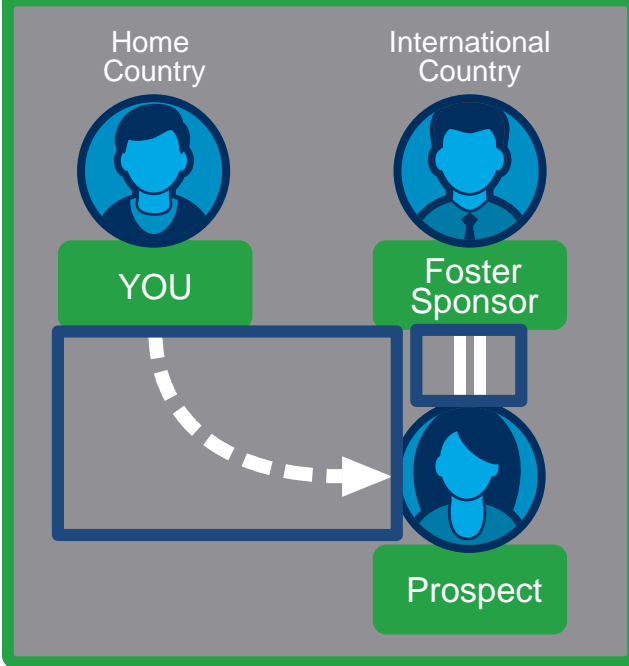 Home
Country
International
Country
YOU
Foster
Sponsor
Prospect